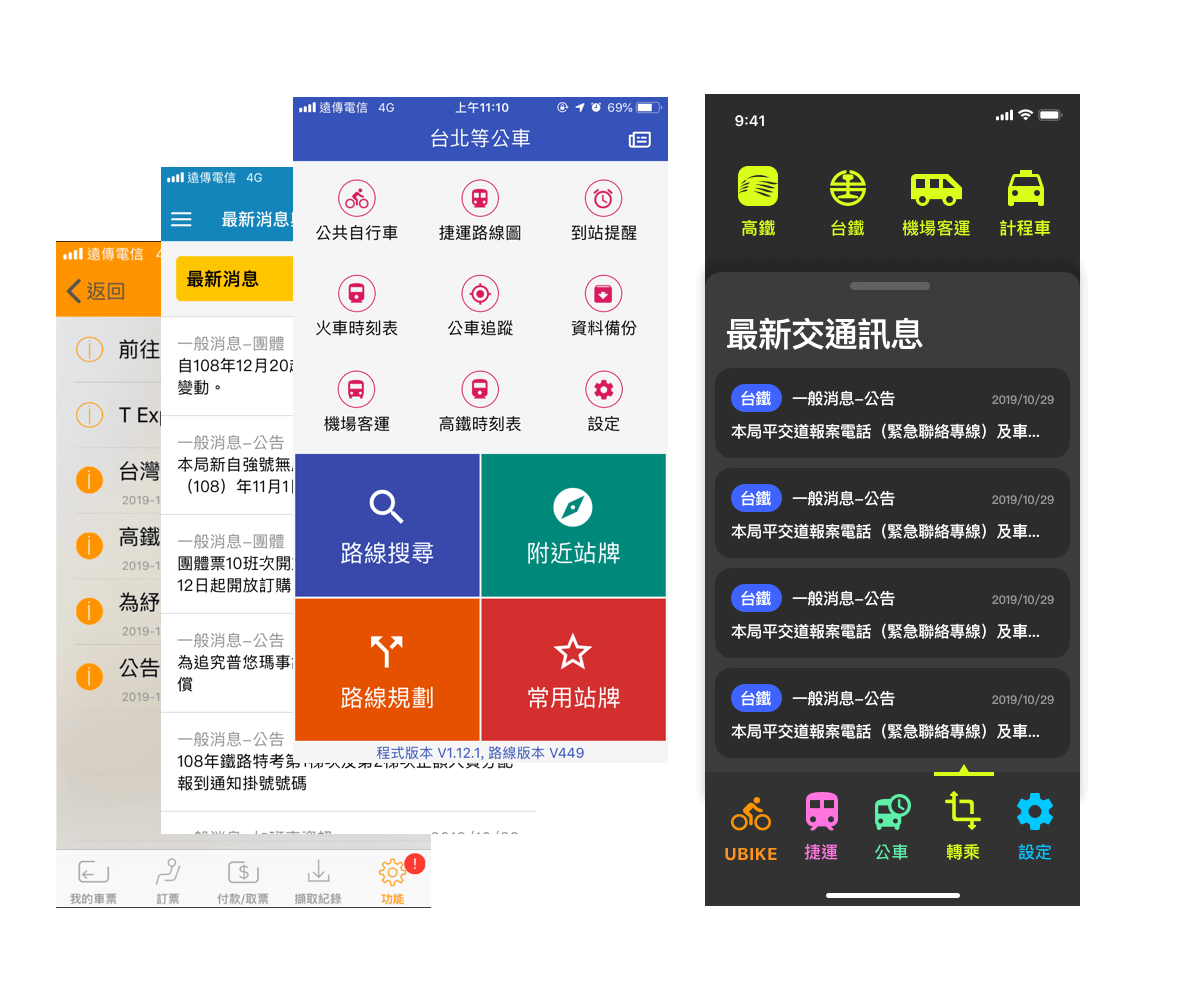 遠傳電信 4
返回
前往
T Ex
台灣
2019-1
高鐵
2019-1
為紓
2019-1
公告
2019-1
我的車票
訂票
付款/取票
擷取紀錄
功能
!
遠傳電信 4G
最新消息
最新消息
一般消息–團體
自108年12月20
變動。
一般消息–公告
本局新自強號無
（108）年11月1
一般消息–團體
團體票10班次開
12日起開放訂購
一般消息–公告
為追究普悠瑪事
償
一般消息–公告
108年鐵路特考第1梯次及第2梯次正額人員分配
報到通知掛號號碼
遠傳電信 4G 上午11:10 69%
台北等公車
公共自行車 捷運路線圖 到站提醒
火車時刻表 公車追蹤 資料備份
機場客運 高鐵時刻表 設定
路線搜尋 附近站牌
路線規劃 常用站牌
程式版本 V1.12.1, 路線版本 V449
9:41
高鐵 台鐵 機場客運 計程車
最新交通訊息
台鐵 一般消息–公告 2019/10/29
本局平交道報案電話（緊急聯絡專線）及車...
台鐵 一般消息–公告 2019/10/29
本局平交道報案電話（緊急聯絡專線）及車...
台鐵 一般消息–公告 2019/10/29
本局平交道報案電話（緊急聯絡專線）及車...
台鐵 一般消息–公告 2019/10/29
本局平交道報案電話（緊急聯絡專線）及車...
UBIKE 捷運 公車 轉乘 設定